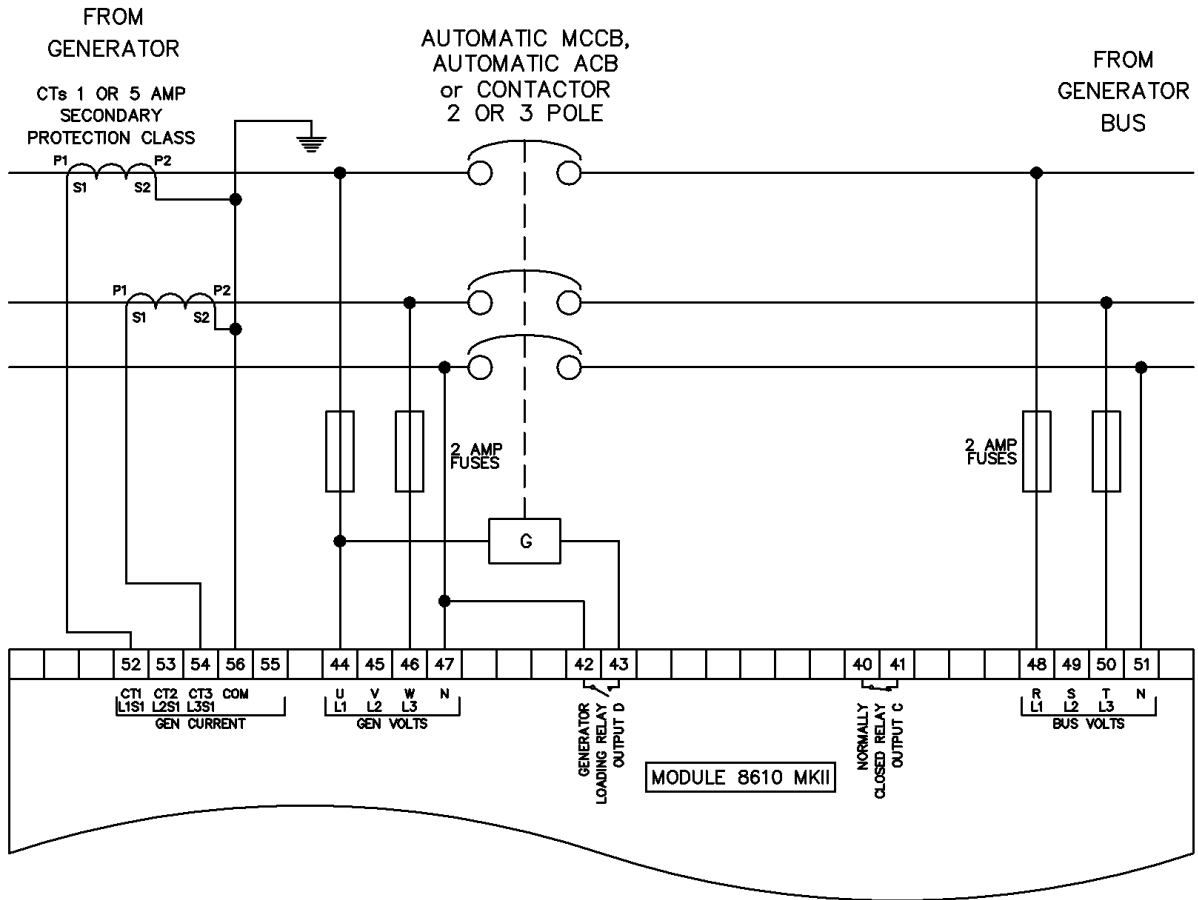 FROM
GENERATOR
CTs 1 OR 5 AMP
SECONDARY
PROTECTION CLASS
AUTOMATIC MCCB,
AUTOMATIC ACB
or CONTACTOR
2 OR 3 POLE
FROM
GENERATOR
BUS
P1 P2
S1 S2
P1 P2
S1 S2
2 AMP
FUSES
2 AMP
FUSES
G
52 53 54 56 55 44 45 46 47 42 43 40 41 48 49 50 51
CT1 CT2 CT3 COM
L1S1 L2S1 L3S1
GEN CURRENT
U V W N
L1 L2 L3
GEN VOLTS
GENERATOR
LOADING RELAY
OUTPUT D
MODULE 8610 MKII
NORMALLY
CLOSED RELAY
OUTPUT C
R S T N
L1 L2 L3
BUS VOLTS